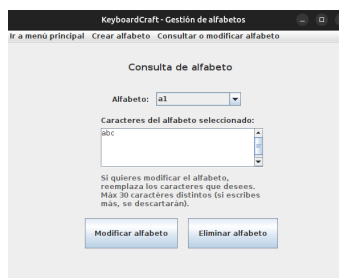 KeyboardCraft - Gestión de alfabetos
Ir a menú principal Crear alfabeto Consultar o modificar alfabeto
Consulta de alfabeto
Alfabeto: a1
Caracteres del alfabeto seleccionado:
abc
Si quieres modificar el alfabeto,
reemplaza los caracteres que desees.
Máx 30 caractéres distintos (si escribes
más, se descartarán).
Modificar alfabeto Eliminar alfabeto